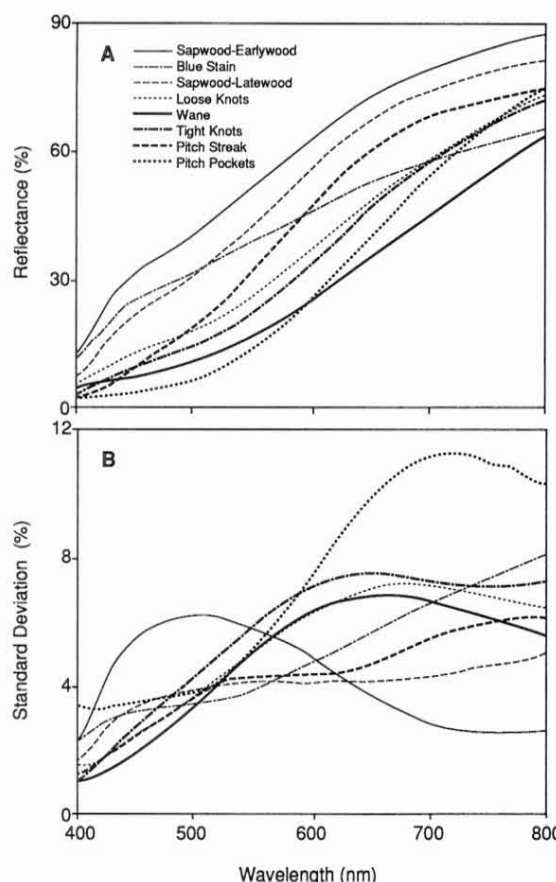 90
60
30
0
Reflectance (%)
A
Sapwood-Earlywood
Blue Stain
Sapwood-Latewood
Loose Knots
Wane
Tight Knots
Pitch Streak
Pitch Pockets
12
8
4
0
Standard Deviation (%)
B
400 500 600 700 800
Wavelength (nm)